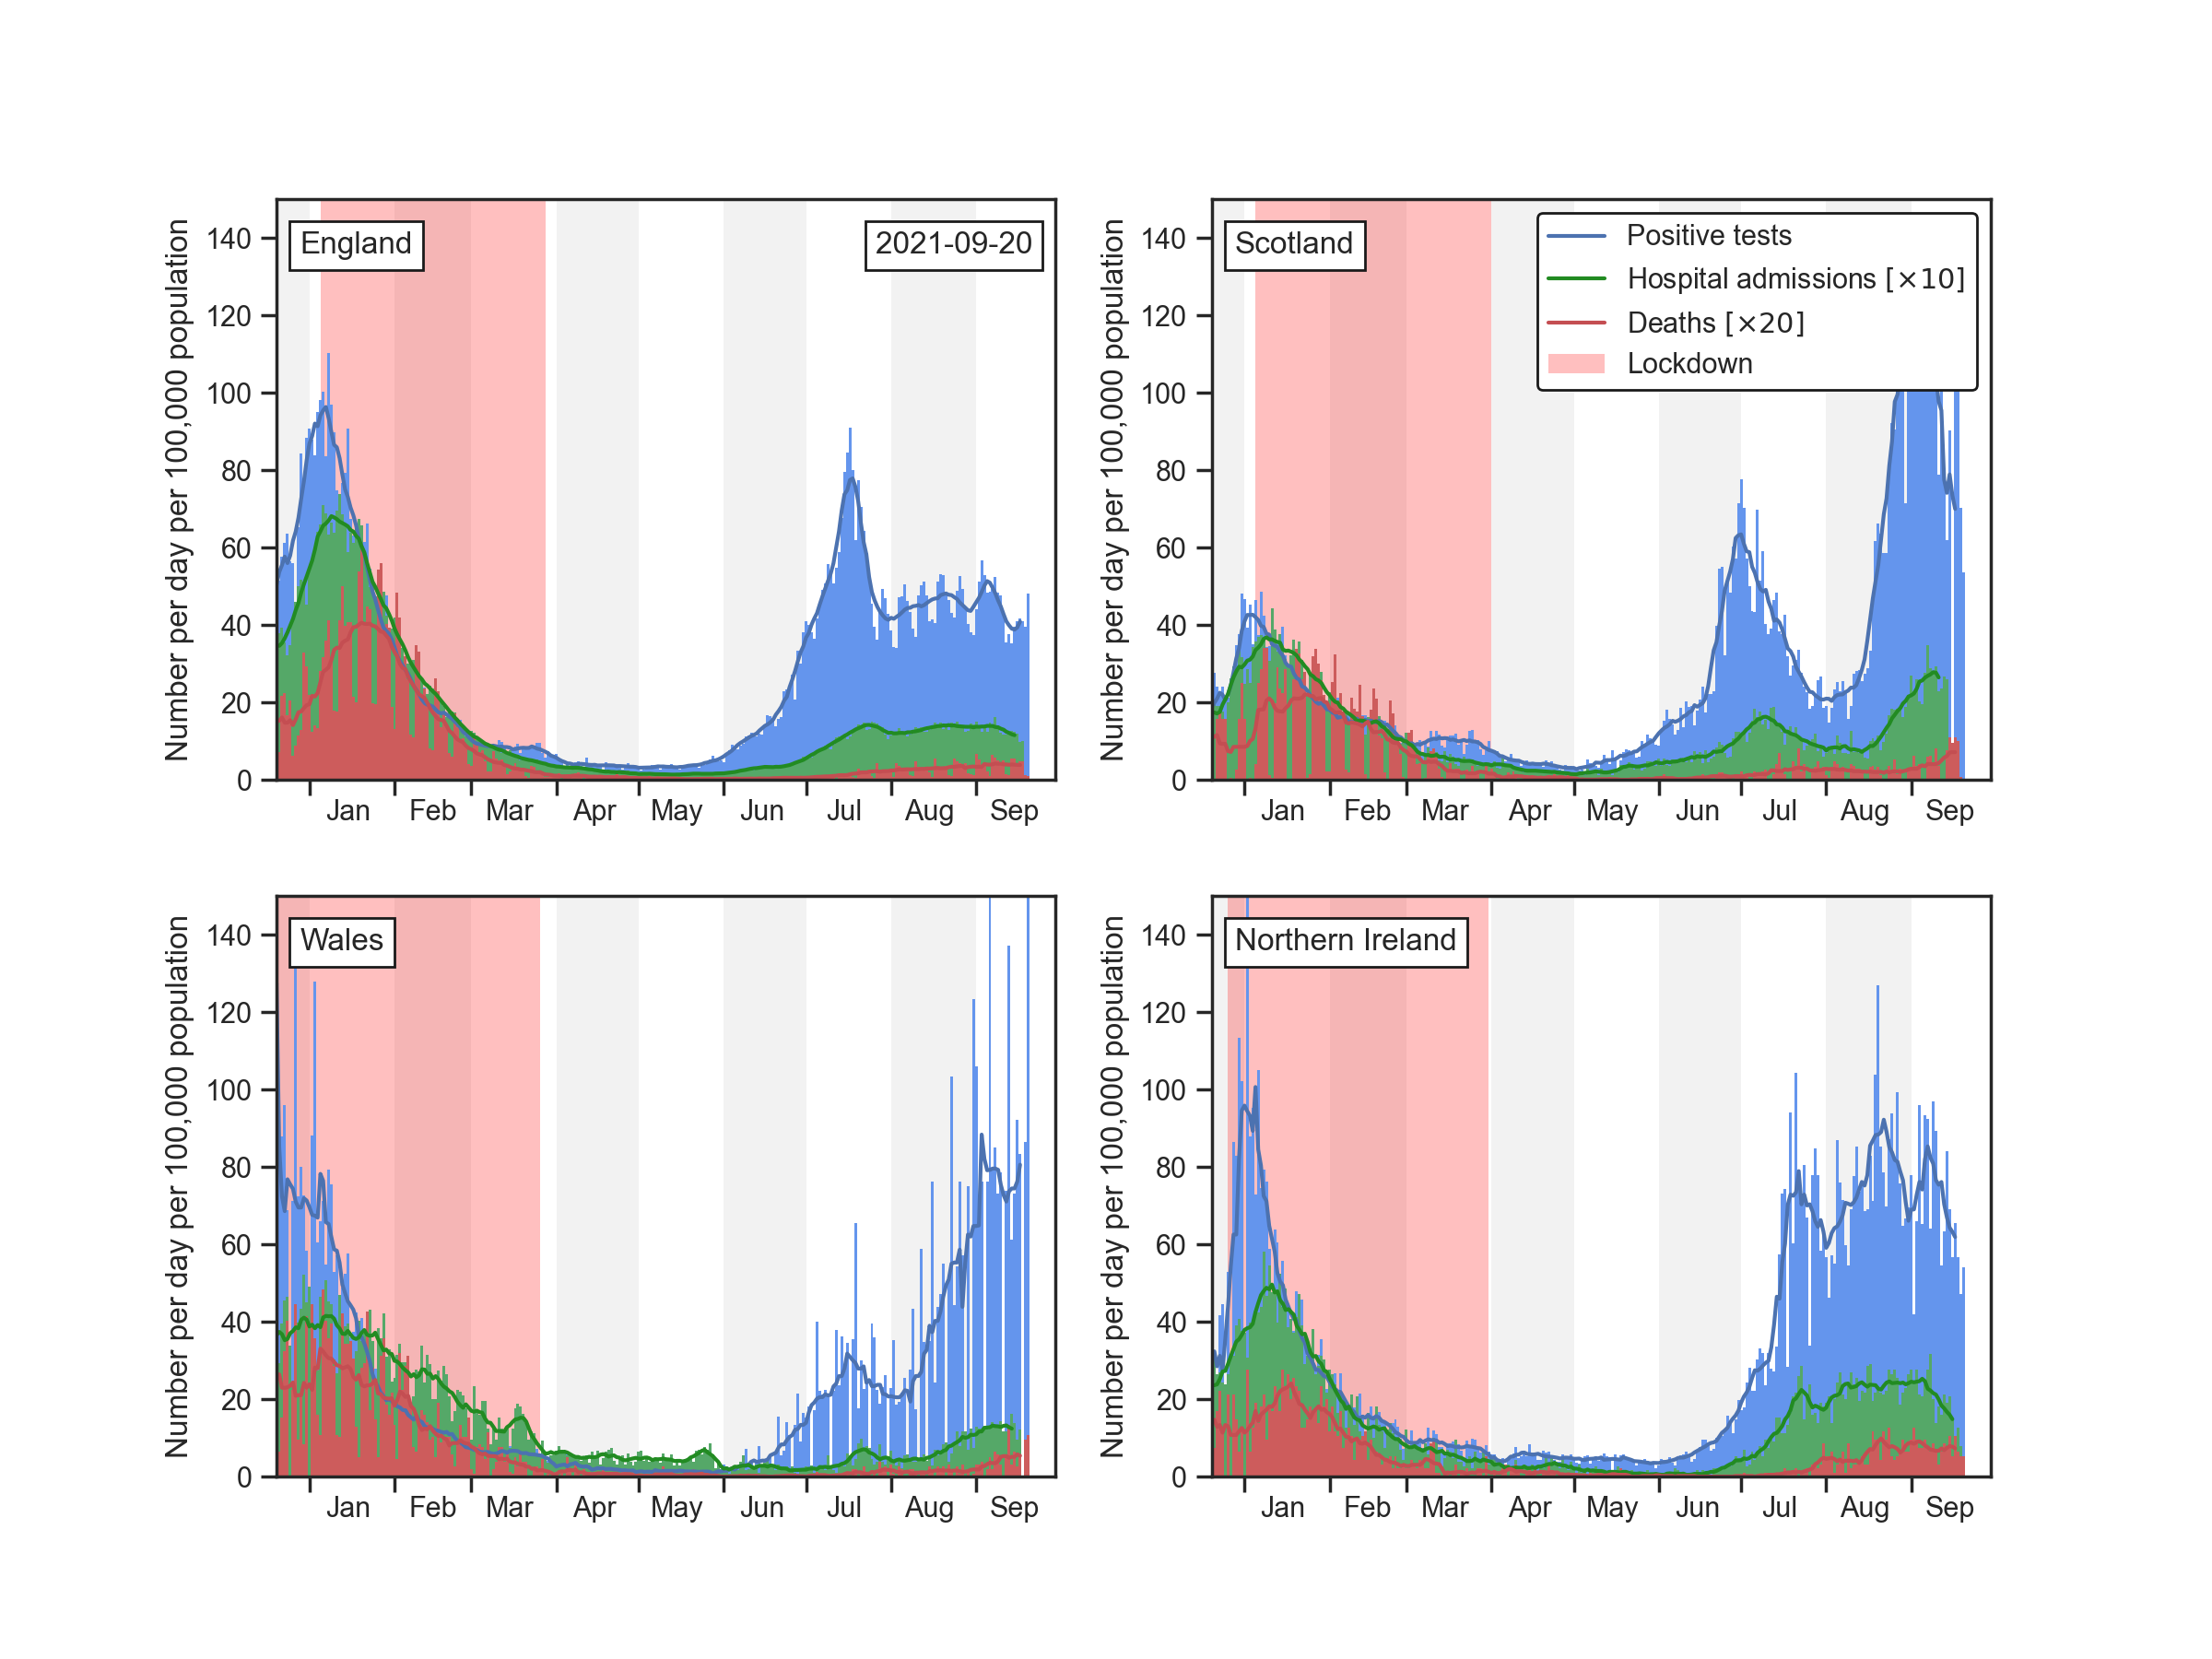 England
2021-09-20
Number per day per 100,000 population
140
120
100
80
60
40
20
0
Jan Feb Mar Apr May Jun Jul Aug Sep
Scotland
Positive tests
Hospital admissions [×10]
Deaths [×20]
Lockdown
Number per day per 100,000 population
140
120
100
80
60
40
20
0
Jan Feb Mar Apr May Jun Jul Aug Sep
Wales
Number per day per 100,000 population
140
120
100
80
60
40
20
0
Jan Feb Mar Apr May Jun Jul Aug Sep
Northern Ireland
Number per day per 100,000 population
140
120
100
80
60
40
20
0
Jan Feb Mar Apr May Jun Jul Aug Sep